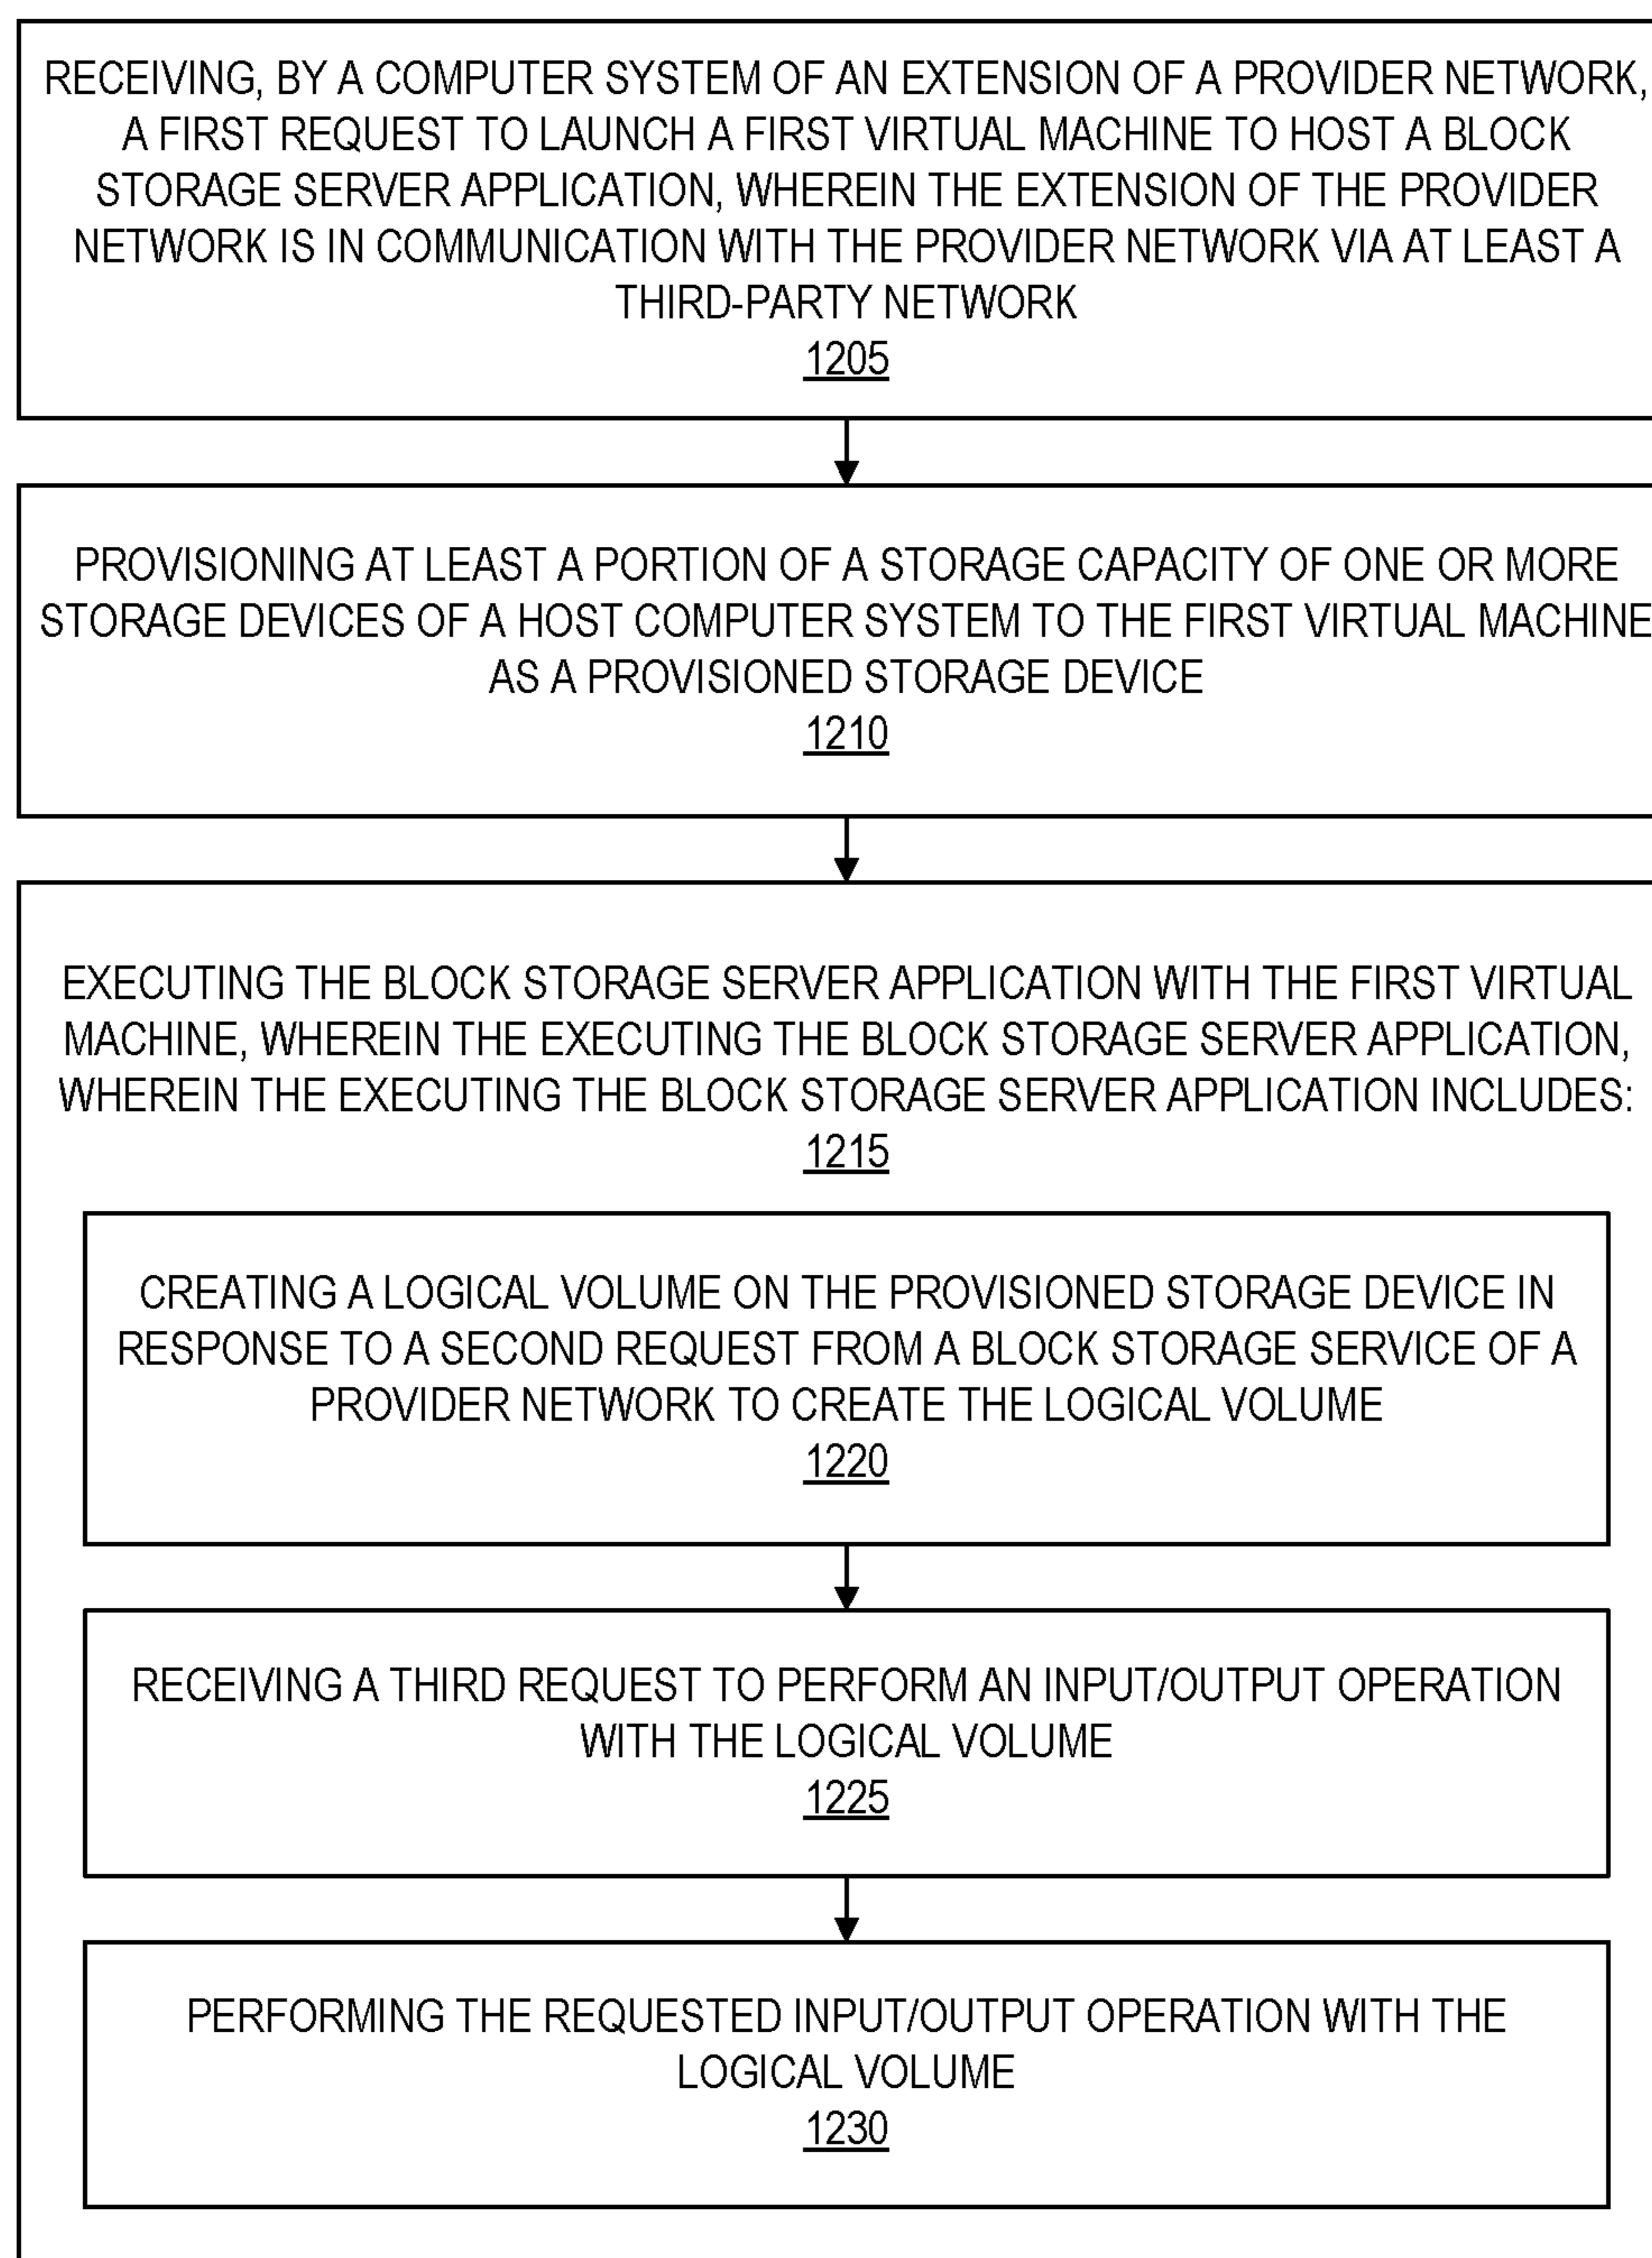 RECEIVING, BY A COMPUTER SYSTEM OF AN EXTENSION OF A PROVIDER NETWORK,
A FIRST REQUEST TO LAUNCH A FIRST VIRTUAL MACHINE TO HOST A BLOCK
STORAGE SERVER APPLICATION, WHEREIN THE EXTENSION OF THE PROVIDER
NETWORK IS IN COMMUNICATION WITH THE PROVIDER NETWORK VIA AT LEAST A
THIRD-PARTY NETWORK
1205
PROVISIONING AT LEAST A PORTION OF A STORAGE CAPACITY OF ONE OR MORE
STORAGE DEVICES OF A HOST COMPUTER SYSTEM TO THE FIRST VIRTUAL MACHINE
AS A PROVISIONED STORAGE DEVICE
1210
EXECUTING THE BLOCK STORAGE SERVER APPLICATION WITH THE FIRST VIRTUAL
MACHINE, WHEREIN THE EXECUTING THE BLOCK STORAGE SERVER APPLICATION,
WHEREIN THE EXECUTING THE BLOCK STORAGE SERVER APPLICATION INCLUDES:
1215
CREATING A LOGICAL VOLUME ON THE PROVISIONED STORAGE DEVICE IN
RESPONSE TO A SECOND REQUEST FROM A BLOCK STORAGE SERVICE OF A
PROVIDER NETWORK TO CREATE THE LOGICAL VOLUME
1220
RECEIVING A THIRD REQUEST TO PERFORM AN INPUT/OUTPUT OPERATION
WITH THE LOGICAL VOLUME
1225
PERFORMING THE REQUESTED INPUT/OUTPUT OPERATION WITH THE
LOGICAL VOLUME
1230